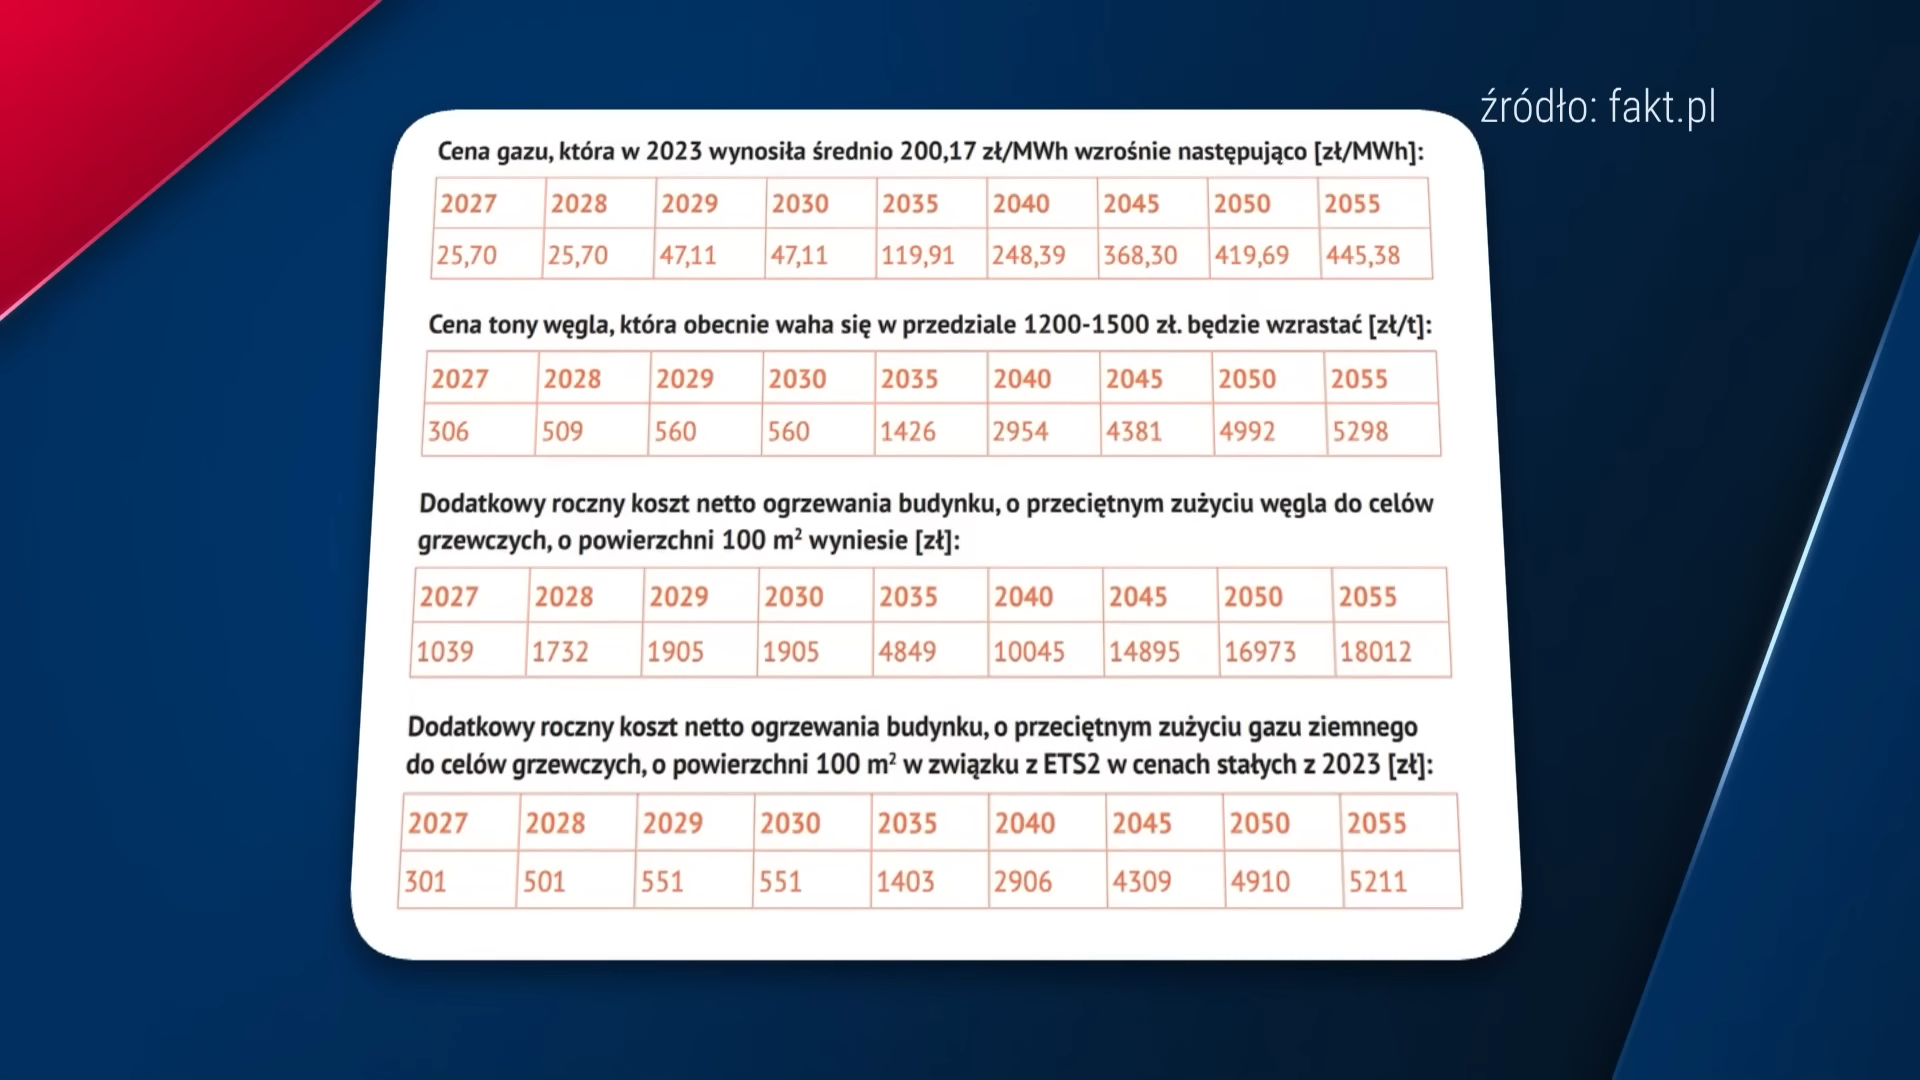 źródło: fakt.pl
Cena gazu, która w 2023 wynosiła średnio 200,17 zł/MWh wzrośnie następująco [zł/MWh]:
2027 2028 2029 2030 2035 2040 2045 2050 2055
25,70 25,70 47,11 47,11 119,91 248,39 368,30 419,69 445,38
Cena tony węgla, która obecnie waha się w przedziale 1200-1500 zł. będzie wzrastać [zł/t]:
2027 2028 2029 2030 2035 2040 2045 2050 2055
306 509 560 560 1426 2954 4381 4992 5298
Dodatkowy roczny koszt netto ogrzewania budynku, o przeciętnym zużyciu węgla do celów
grzewczych, o powierzchni 100 m² wyniesie [zł]:
2027 2028 2029 2030 2035 2040 2045 2050 2055
1039 1732 1905 1905 4849 10045 14895 16973 18012
Dodatkowy roczny koszt netto ogrzewania budynku, o przeciętnym zużyciu gazu ziemnego
do celów grzewczych, o powierzchni 100 m² w związku z ETS2 w cenach stałych z 2023 [zł]:
2027 2028 2029 2030 2035 2040 2045 2050 2055
301 501 551 551 1403 2906 4309 4910 5211